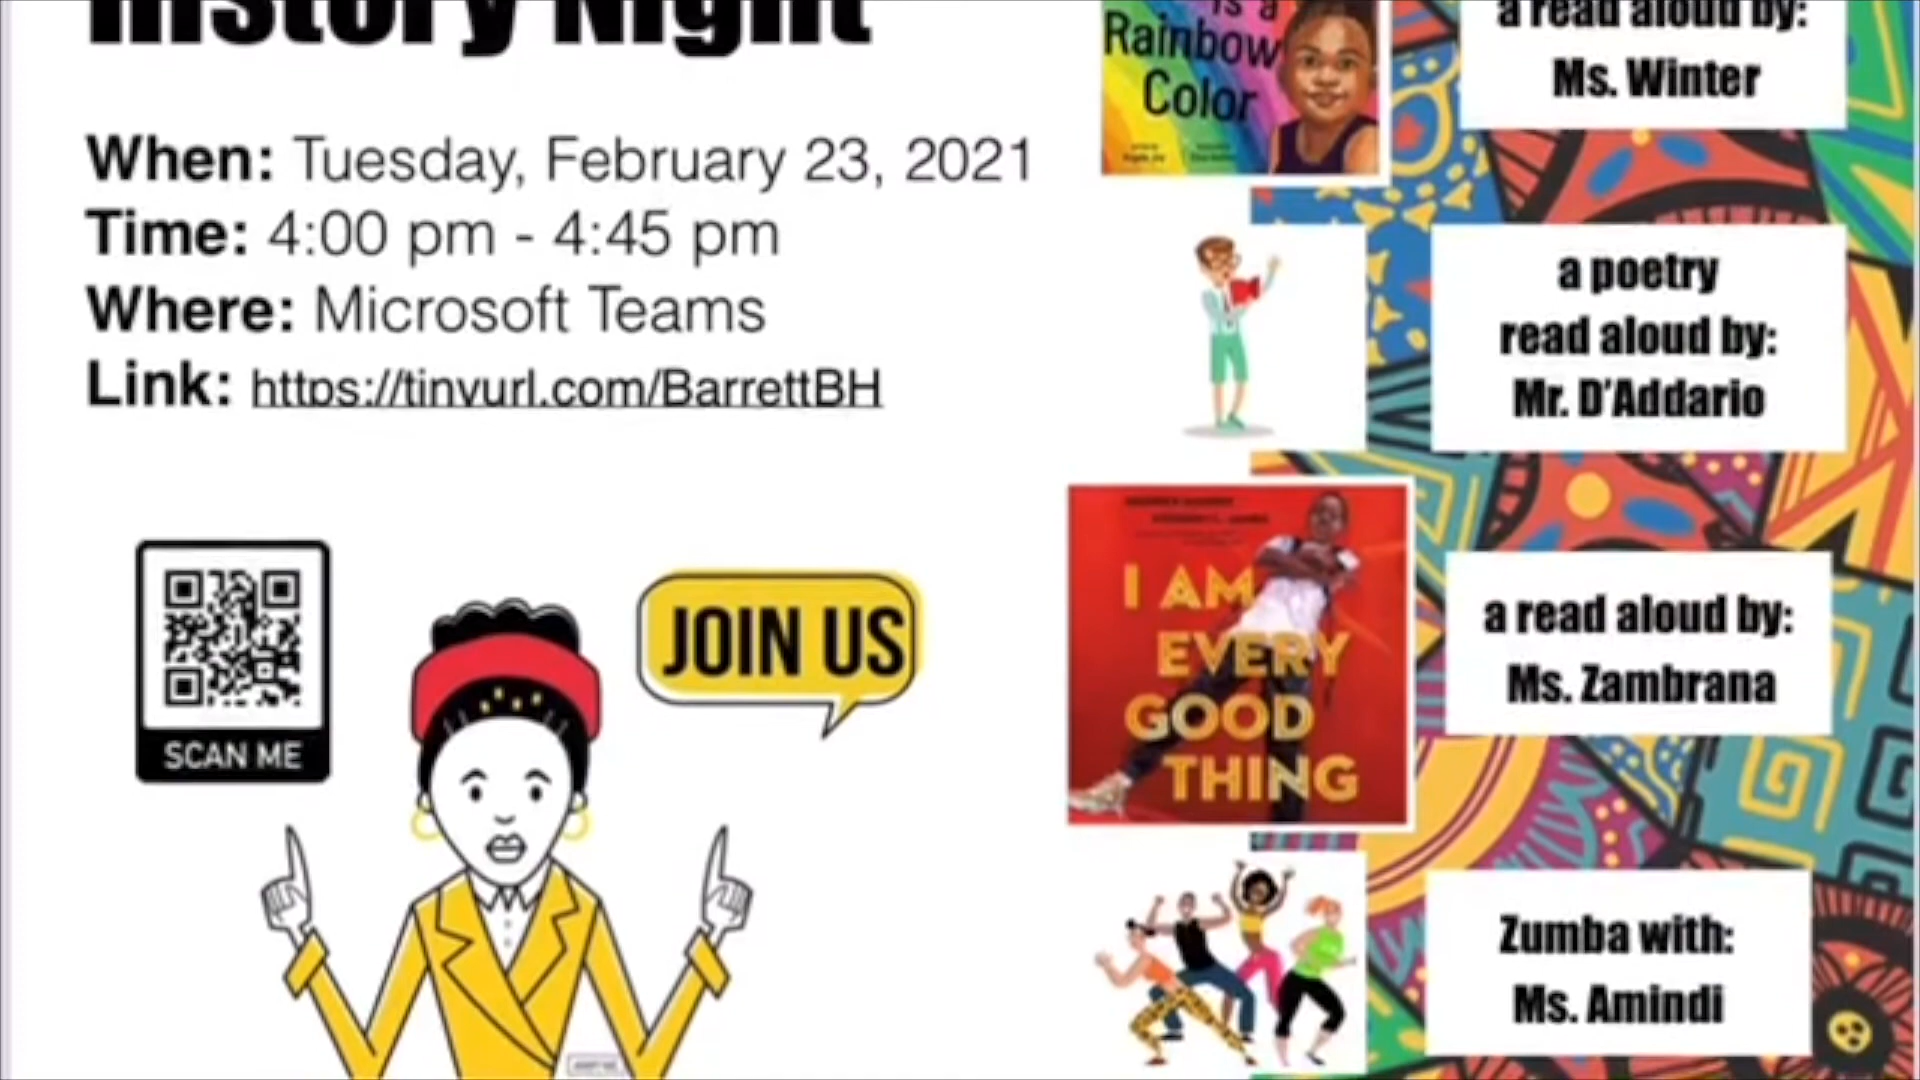 History Night
When: Tuesday, February 23, 2021
Time: 4:00 pm - 4:45 pm
Where: Microsoft Teams
Link: https://tinyurl.com/BarrettBH
SCAN ME
JOIN US
is a
Rainbow
Color
a read aloud by:
Ms. Winter
a poetry
read aloud by:
Mr. D'Addario
I AM
EVERY
GOOD
THING
a read aloud by:
Ms. Zambrana
Zumba with:
Ms. Amindi